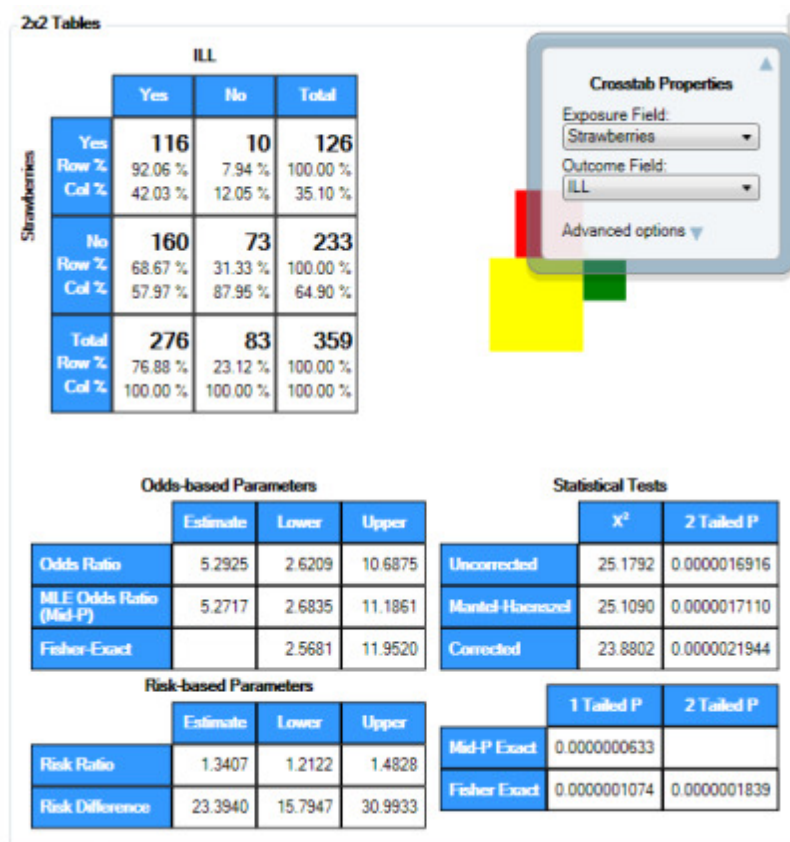 2x2 Tables
ILL
Yes No Total
Strawberries
Yes 116 10 126
Row % 92.06 % 7.94 % 100.00 %
Col % 42.03 % 12.05 % 35.10 %
No 160 73 233
Row % 68.67 % 31.33 % 100.00 %
Col % 57.97 % 87.95 % 64.90 %
Total 276 83 359
Row % 76.88 % 23.12 % 100.00 %
Col % 100.00 % 100.00 % 100.00 %
Crosstab Properties
Exposure Field:
Strawberries
Outcome Field:
ILL
Advanced options
Odds-based Parameters
Estimate Lower Upper
Odds Ratio 5.2925 2.6209 10.6875
MLE Odds Ratio
(Mid-P) 5.2717 2.6835 11.1861
Fisher-Exact 2.5681 11.9520
Risk-based Parameters
Estimate Lower Upper
Risk Ratio 1.3407 1.2122 1.4828
Risk Difference 23.3940 15.7947 30.9933
Statistical Tests
X² 2 Tailed P
Uncorrected 25.1792 0.0000016916
Mantel-Haenszel 25.1090 0.0000017110
Corrected 23.8802 0.0000021944
1 Tailed P 2 Tailed P
Mid-P Exact 0.0000000633
Fisher Exact 0.0000001074 0.0000001839